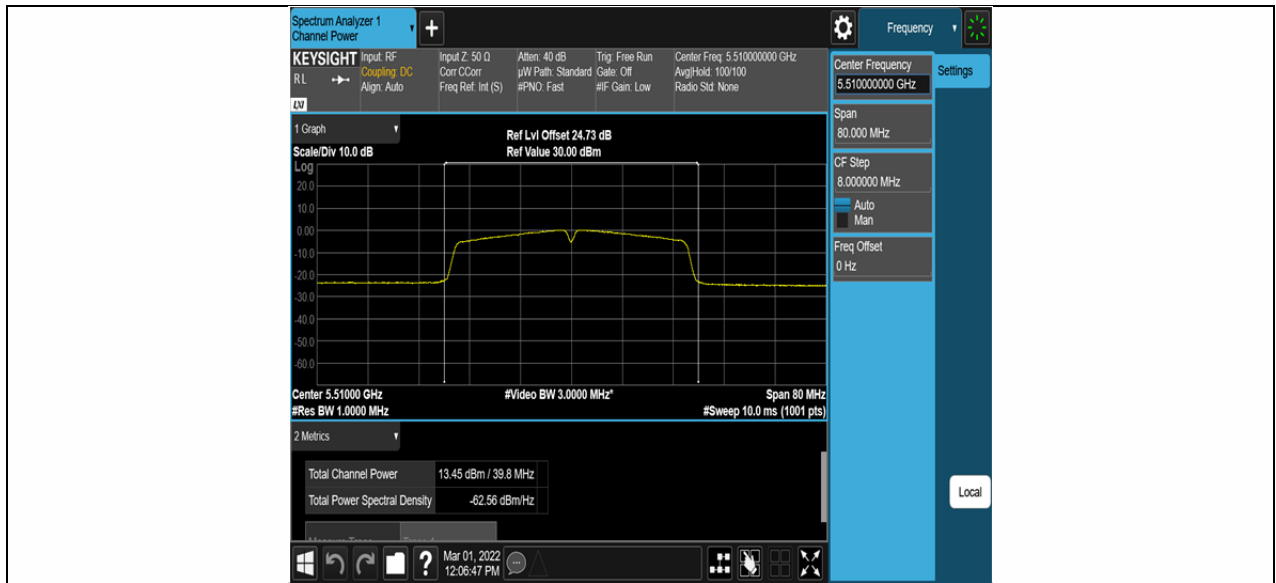 Spectrum Analyzer 1
Channel Power
+
Frequency
KEYSIGHT
RL
LXI
Input: RF
Coupling: DC
Align: Auto
Input Z: 50 Ω
Corr CCorr
Freq Ref: Int (S)
Atten: 40 dB
µW Path: Standard
#PNO: Fast
Trig: Free Run
Gate: Off
#IF Gain: Low
Center Freq: 5.510000000 GHz
Avg|Hold: 100/100
Radio Std: None
Center Frequency
5.510000000 GHz
Settings
Span
80.000 MHz
CF Step
8.000000 MHz
Auto
Man
Freq Offset
0 Hz
Local
1 Graph
Scale/Div 10.0 dB
Ref Lvl Offset 24.73 dB
Ref Value 30.00 dBm
Log
20.0
10.0
0.00
-10.0
-20.0
-30.0
-40.0
-50.0
-60.0
Center 5.51000 GHz
#Video BW 3.0000 MHz*
Span 80 MHz
#Res BW 1.0000 MHz
#Sweep 10.0 ms (1001 pts)
2 Metrics
Total Channel Power 13.45 dBm / 39.8 MHz
Total Power Spectral Density -62.56 dBm/Hz
?
Mar 01, 2022
12:06:47 PM